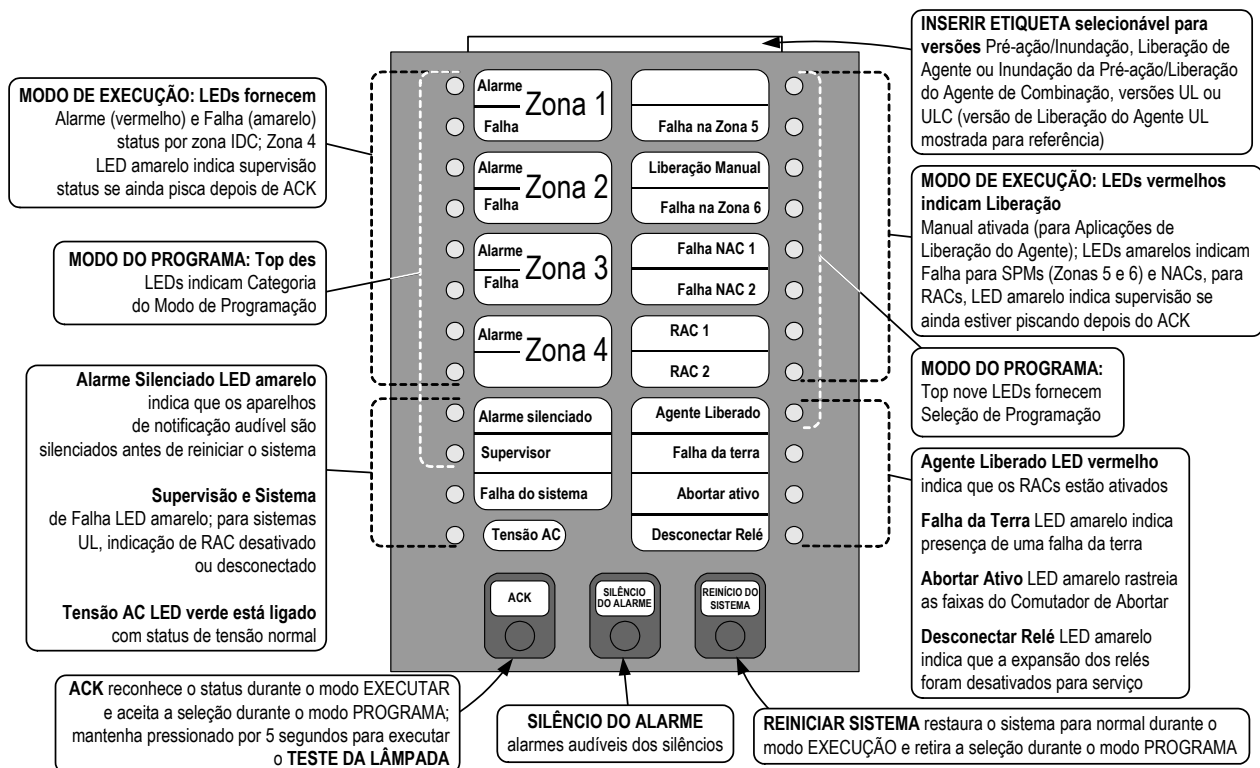 INSERIR ETIQUETA selecionável para
versões Pré-ação/Inundação, Liberação de
Agente ou Inundação da Pré-ação/Liberação
do Agente de Combinação, versões UL ou
ULC (versão de Liberação do Agente UL
mostrada para referência)
MODO DE EXECUÇÃO: LEDs fornecem
Alarme (vermelho) e Falha (amarelo)
status por zona IDC; Zona 4
LED amarelo indica supervisão
status se ainda pisca depois de ACK
MODO DO PROGRAMA: Top des
LEDs indicam Categoria
do Modo de Programação
Alarme Silenciado LED amarelo
indica que os aparelhos
de notificação audível são
silenciados antes de reiniciar o sistema
Supervisão e Sistema
de Falha LED amarelo; para sistemas
UL, indicação de RAC desativado
ou desconectado
Tensão AC LED verde está ligado
com status de tensão normal
Alarme
Zona 1
Falha
Alarme
Zona 2
Falha
Alarme
Zona 3
Falha
Alarme
Zona 4
Alarme silenciado
Supervisor
Falha do sistema
Tensão AC
Falha na Zona 5
Liberação Manual
Falha na Zona 6
Falha NAC 1
Falha NAC 2
RAC 1
RAC 2
Agente Liberado
Falha da terra
Abortar ativo
Desconectar Relé
ACK
SILÊNCIO
DO ALARME
REINÍCIO DO
SISTEMA
MODO DE EXECUÇÃO: LEDs vermelhos
indicam Liberação
Manual ativada (para Aplicações de
Liberação do Agente); LEDs amarelos indicam
Falha para SPMs (Zonas 5 e 6) e NACs, para
RACs, LED amarelo indica supervisão se
ainda estiver piscando depois do ACK
MODO DO PROGRAMA:
Top nove LEDs fornecem
Seleção de Programação
Agente Liberado LED vermelho
indica que os RACs estão ativados
Falha da Terra LED amarelo indica
presença de uma falha da terra
Abortar Ativo LED amarelo rastreia
as faixas do Comutador de Abortar
Desconectar Relé LED amarelo
indica que a expansão dos relés
foram desativados para serviço
ACK reconhece o status durante o modo EXECUTAR
e aceita a seleção durante o modo PROGRAMA;
mantenha pressionado por 5 segundos para executar
o TESTE DA LÂMPADA
SILÊNCIO DO ALARME
alarmes audíveis dos silêncios
REINICIAR SISTEMA restaura o sistema para normal durante o
modo EXECUÇÃO e retira a seleção durante o modo PROGRAMA